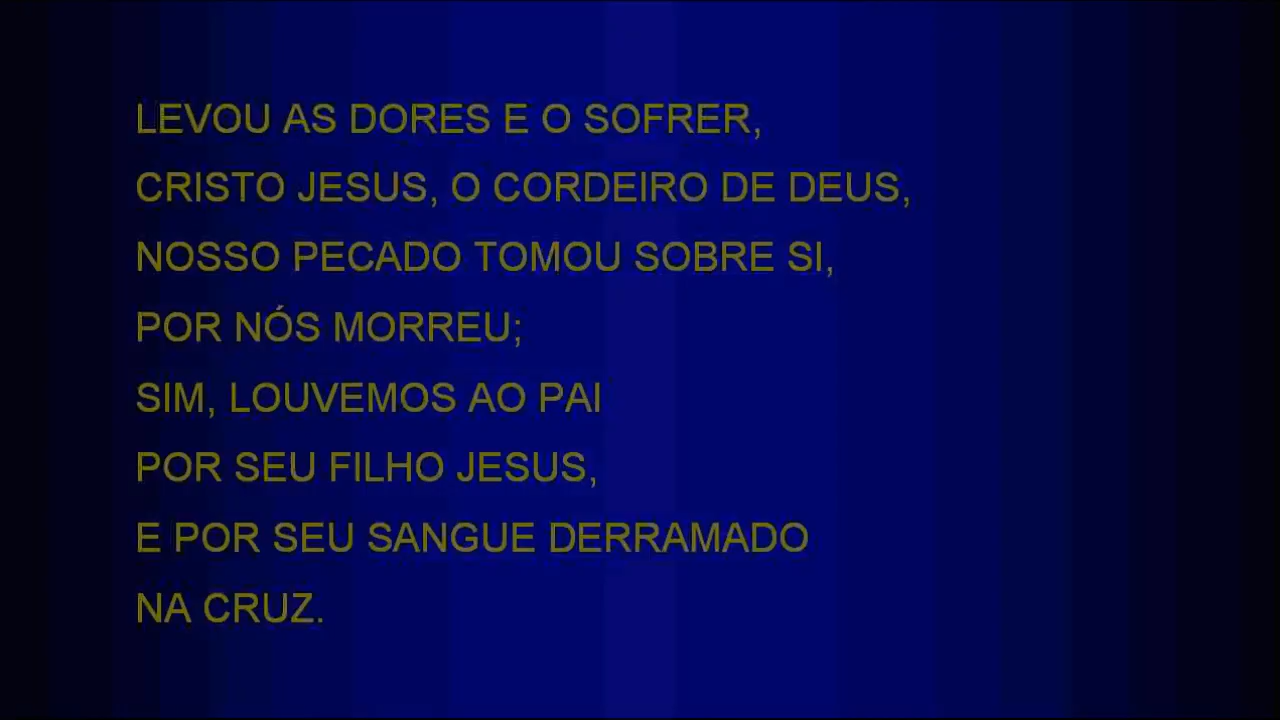 LEVOU AS DORES E O SOFRER,
CRISTO JESUS, O CORDEIRO DE DEUS,
NOSSO PECADO TOMOU SOBRE SI,
POR NÓS MORREU;
SIM, LOUVEMOS AO PAI
POR SEU FILHO JESUS,
E POR SEU SANGUE DERRAMADO
NA CRUZ.